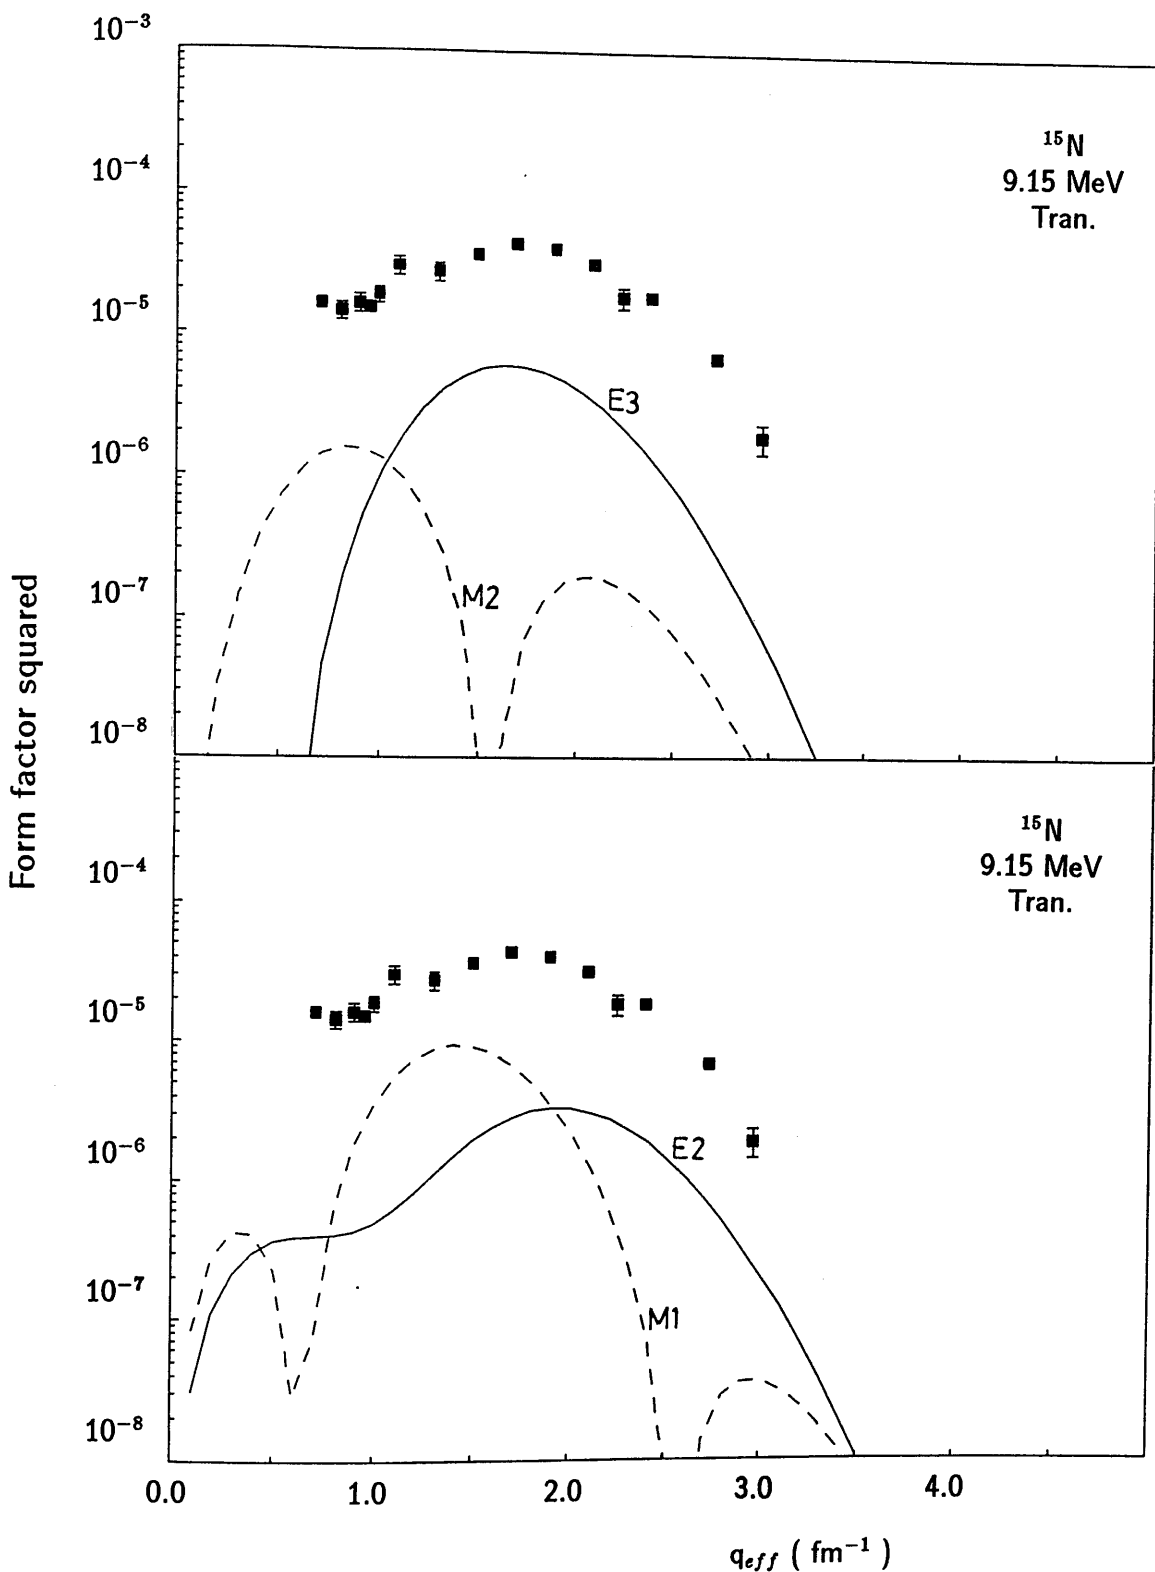 10⁻³
¹⁵N
9.15 MeV
Tran.
10⁻⁴
10⁻⁵
E3
10⁻⁶
M2
10⁻⁷
10⁻⁸
Form factor squared
¹⁵N
9.15 MeV
Tran.
10⁻⁴
10⁻⁵
10⁻⁶
E2
10⁻⁷
M1
10⁻⁸
0.0 1.0 2.0 3.0 4.0
q_eff ( fm⁻¹ )